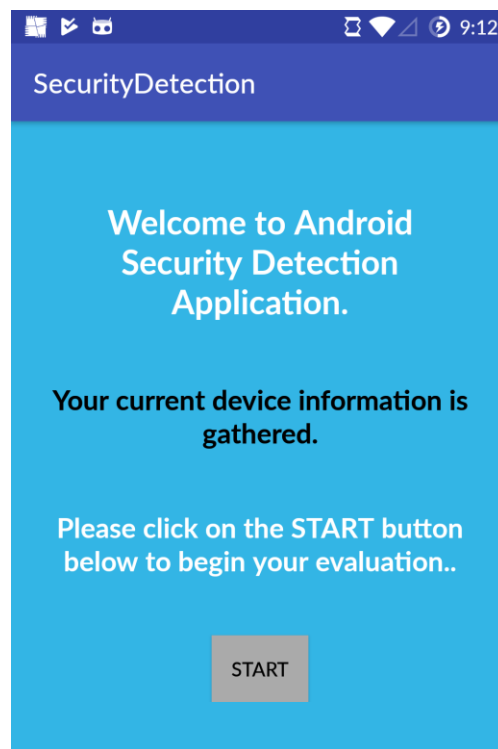 9:12
SecurityDetection
Welcome to Android
Security Detection
Application.
Your current device information is
gathered.
Please click on the START button
below to begin your evaluation..
START